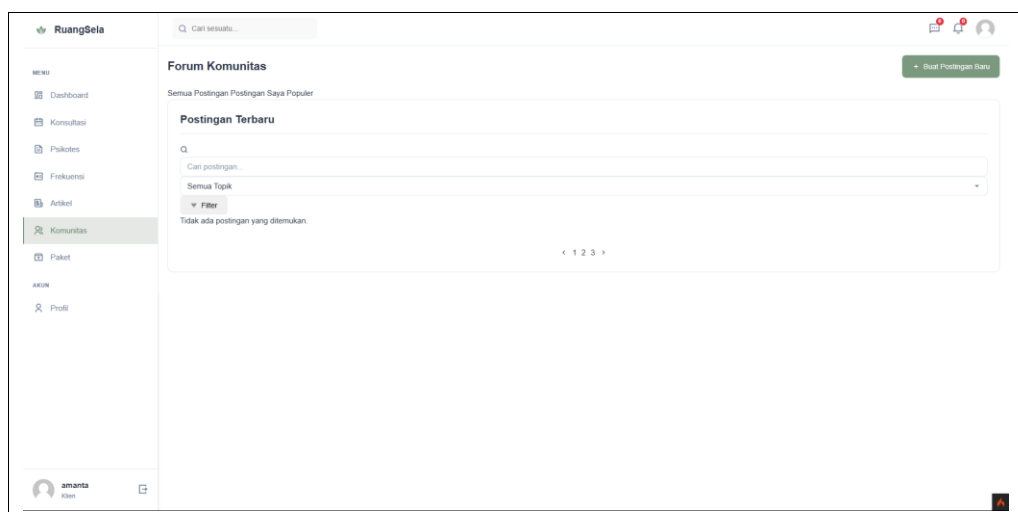 RuangSela
Cari sesuatu...
0 0
MENU
Dashboard
Konsultasi
Psikotes
Frekuensi
Artikel
Komunitas
Paket
AKUN
Profil
amanta
Klien
Forum Komunitas
+ Buat Postingan Baru
Semua Postingan Postingan Saya Populer
Postingan Terbaru
Cari postingan...
Semua Topik
Filter
Tidak ada postingan yang ditemukan.
< 1 2 3 >